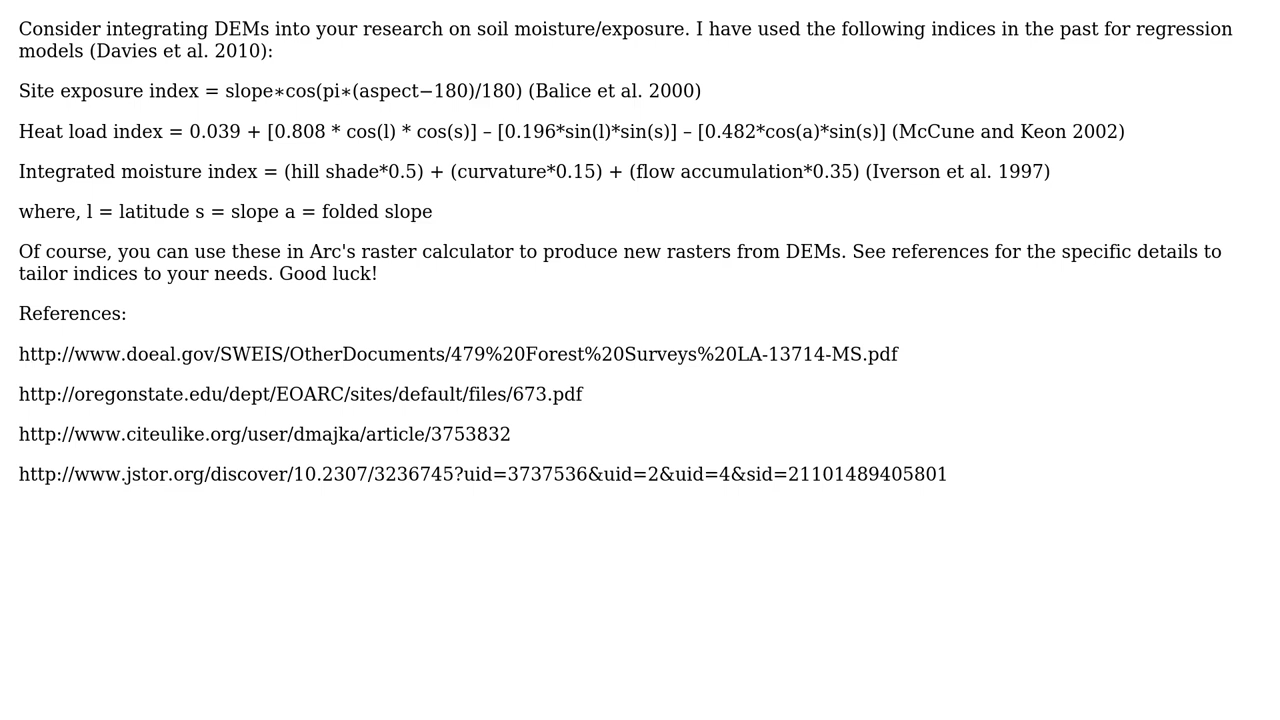 Consider integrating DEMs into your research on soil moisture/exposure. I have used the following indices in the past for regression
models (Davies et al. 2010):
Site exposure index = slope∗cos(pi∗(aspect−180)/180) (Balice et al. 2000)
Heat load index = 0.039 + [0.808 * cos(l) * cos(s)] – [0.196*sin(l)*sin(s)] – [0.482*cos(a)*sin(s)] (McCune and Keon 2002)
Integrated moisture index = (hill shade*0.5) + (curvature*0.15) + (flow accumulation*0.35) (Iverson et al. 1997)
where, l = latitude s = slope a = folded slope
Of course, you can use these in Arc's raster calculator to produce new rasters from DEMs. See references for the specific details to
tailor indices to your needs. Good luck!
References:
http://www.doeal.gov/SWEIS/OtherDocuments/479%20Forest%20Surveys%20LA-13714-MS.pdf
http://oregonstate.edu/dept/EOARC/sites/default/files/673.pdf
http://www.citeulike.org/user/dmajka/article/3753832
http://www.jstor.org/discover/10.2307/3236745?uid=3737536&uid=2&uid=4&sid=21101489405801